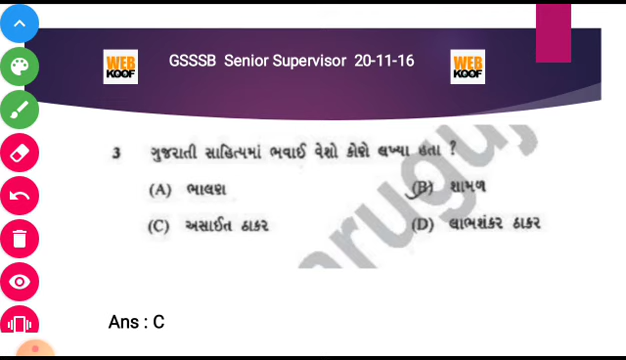 WEB KOOF
GSSSB Senior Supervisor 20-11-16
WEB KOOF
3 ગુજરાતી સાહિત્યમાં ભવાઈ વેશો કોણે લખ્યા હતા ?
(A) ભાલણ (B) શામળ
(C) અસાઈત ઠાકર (D) લાભશંકર ઠાકર
Ans : C